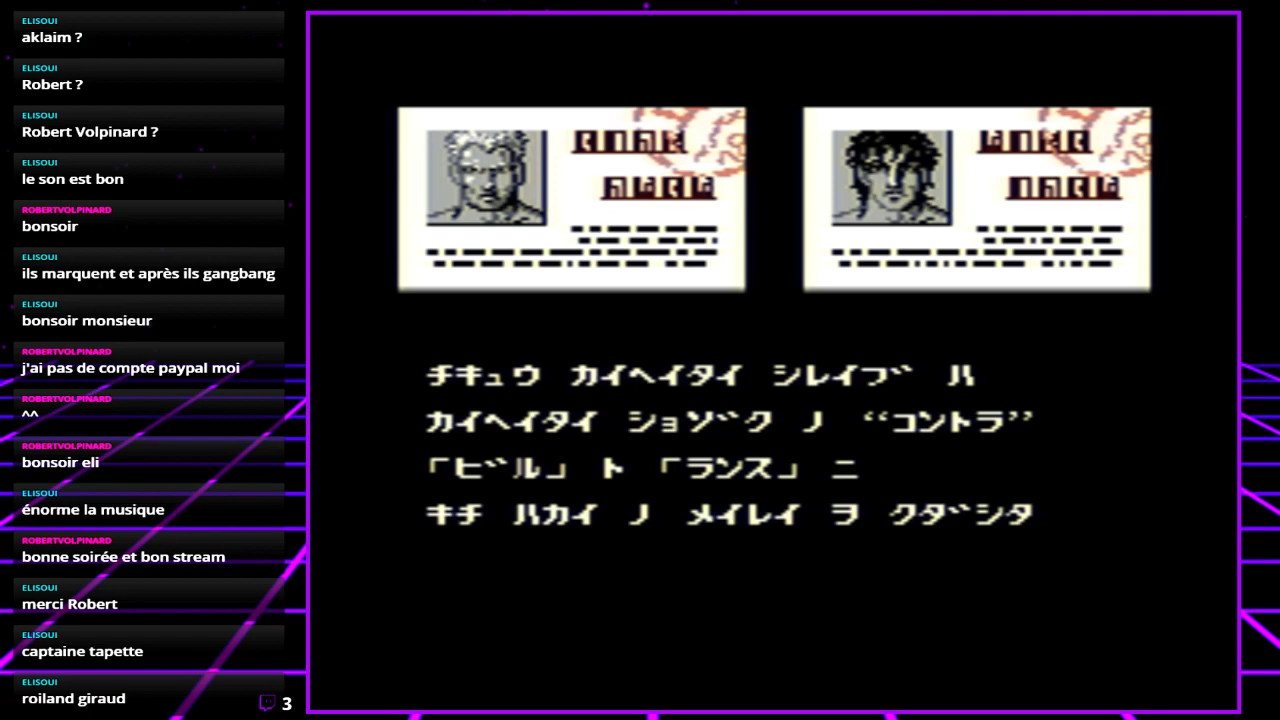 ELISOUI
aklaim ?
ELISOUI
Robert ?
ELISOUI
Robert Volpinard ?
ELISOUI
le son est bon
ROBERTVOLPINARD
bonsoir
ELISOUI
ils marquent et après ils gangbang
ELISOUI
bonsoir monsieur
ROBERTVOLPINARD
j'ai pas de compte paypal moi
ROBERTVOLPINARD
^^
ROBERTVOLPINARD
bonsoir eli
ELISOUI
énorme la musique
ROBERTVOLPINARD
bonne soirée et bon stream
ELISOUI
merci Robert
ELISOUI
captaine tapette
ELISOUI
roiland giraud
3
チキュウ カイヘイタイ シレイブ ハ
カイヘイタイ ショゾク ノ “コントラ”
「ビル」 ト 「ランス」 ニ
キチ ハカイ ノ メイレイ ヲ クダシタ